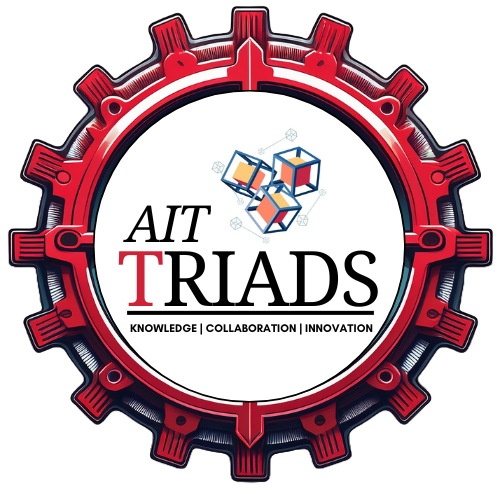 AIT
TRIADS
KNOWLEDGE | COLLABORATION | INNOVATION